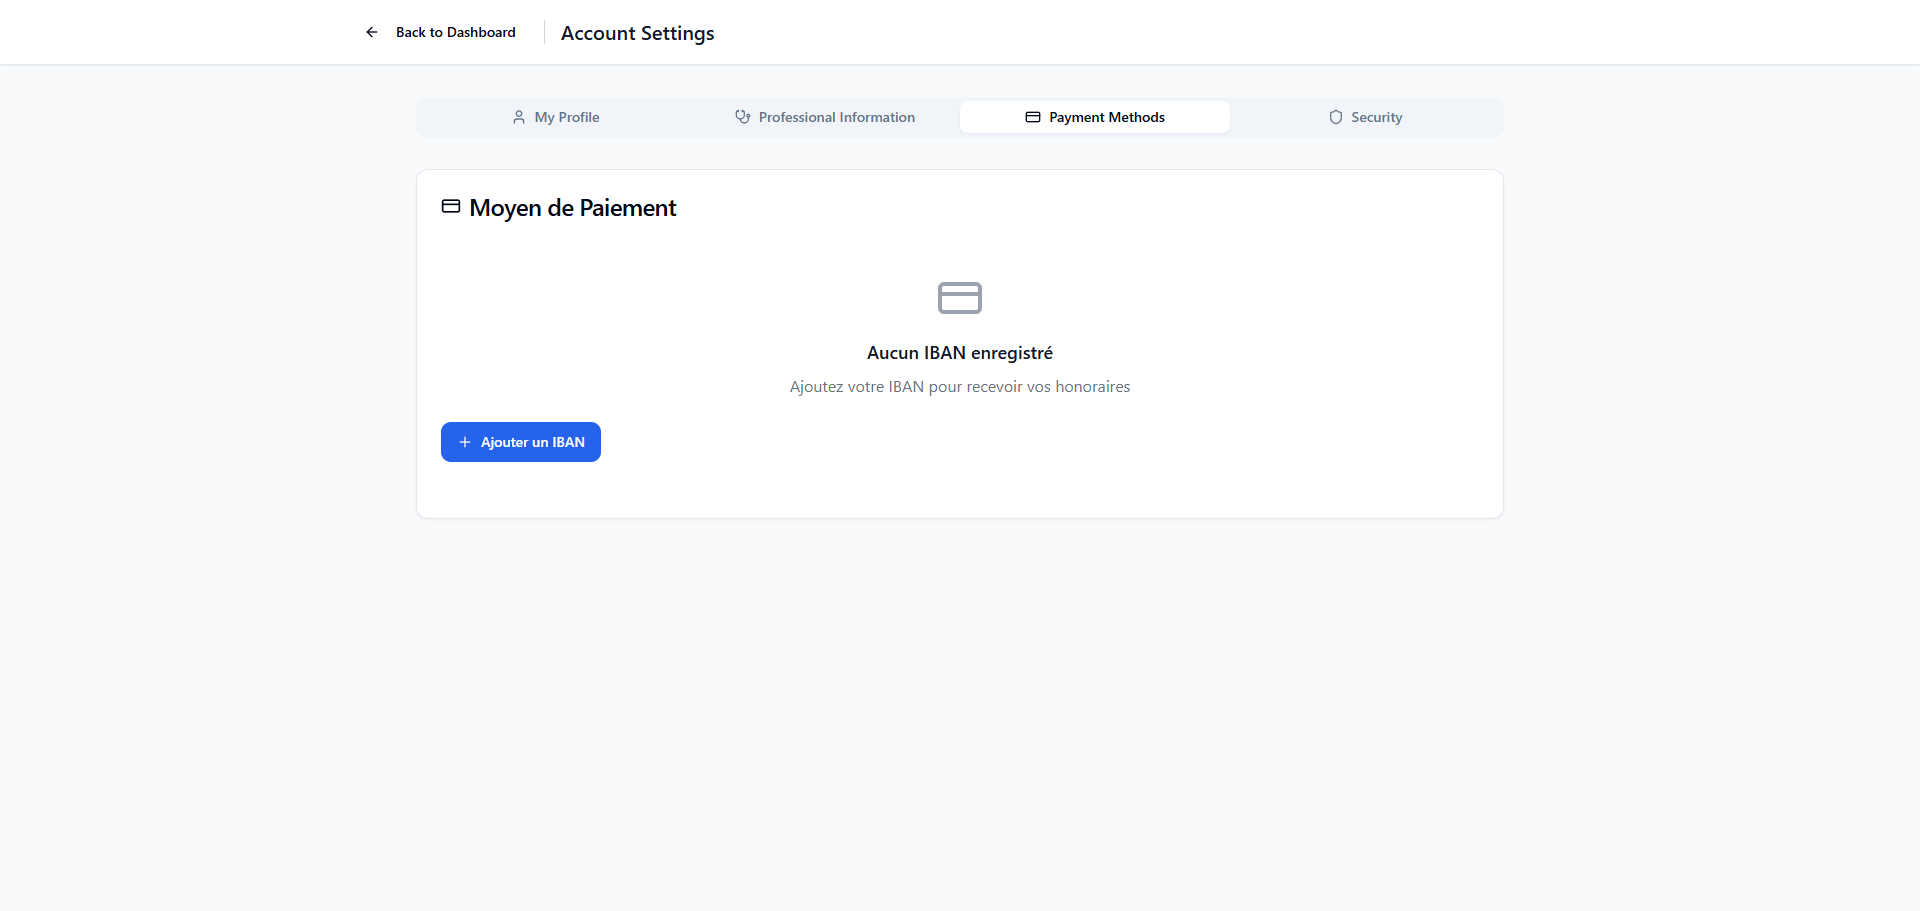 Back to Dashboard
Account Settings
My Profile
Professional Information
Payment Methods
Security
Moyen de Paiement
Aucun IBAN enregistré
Ajoutez votre IBAN pour recevoir vos honoraires
Ajouter un IBAN